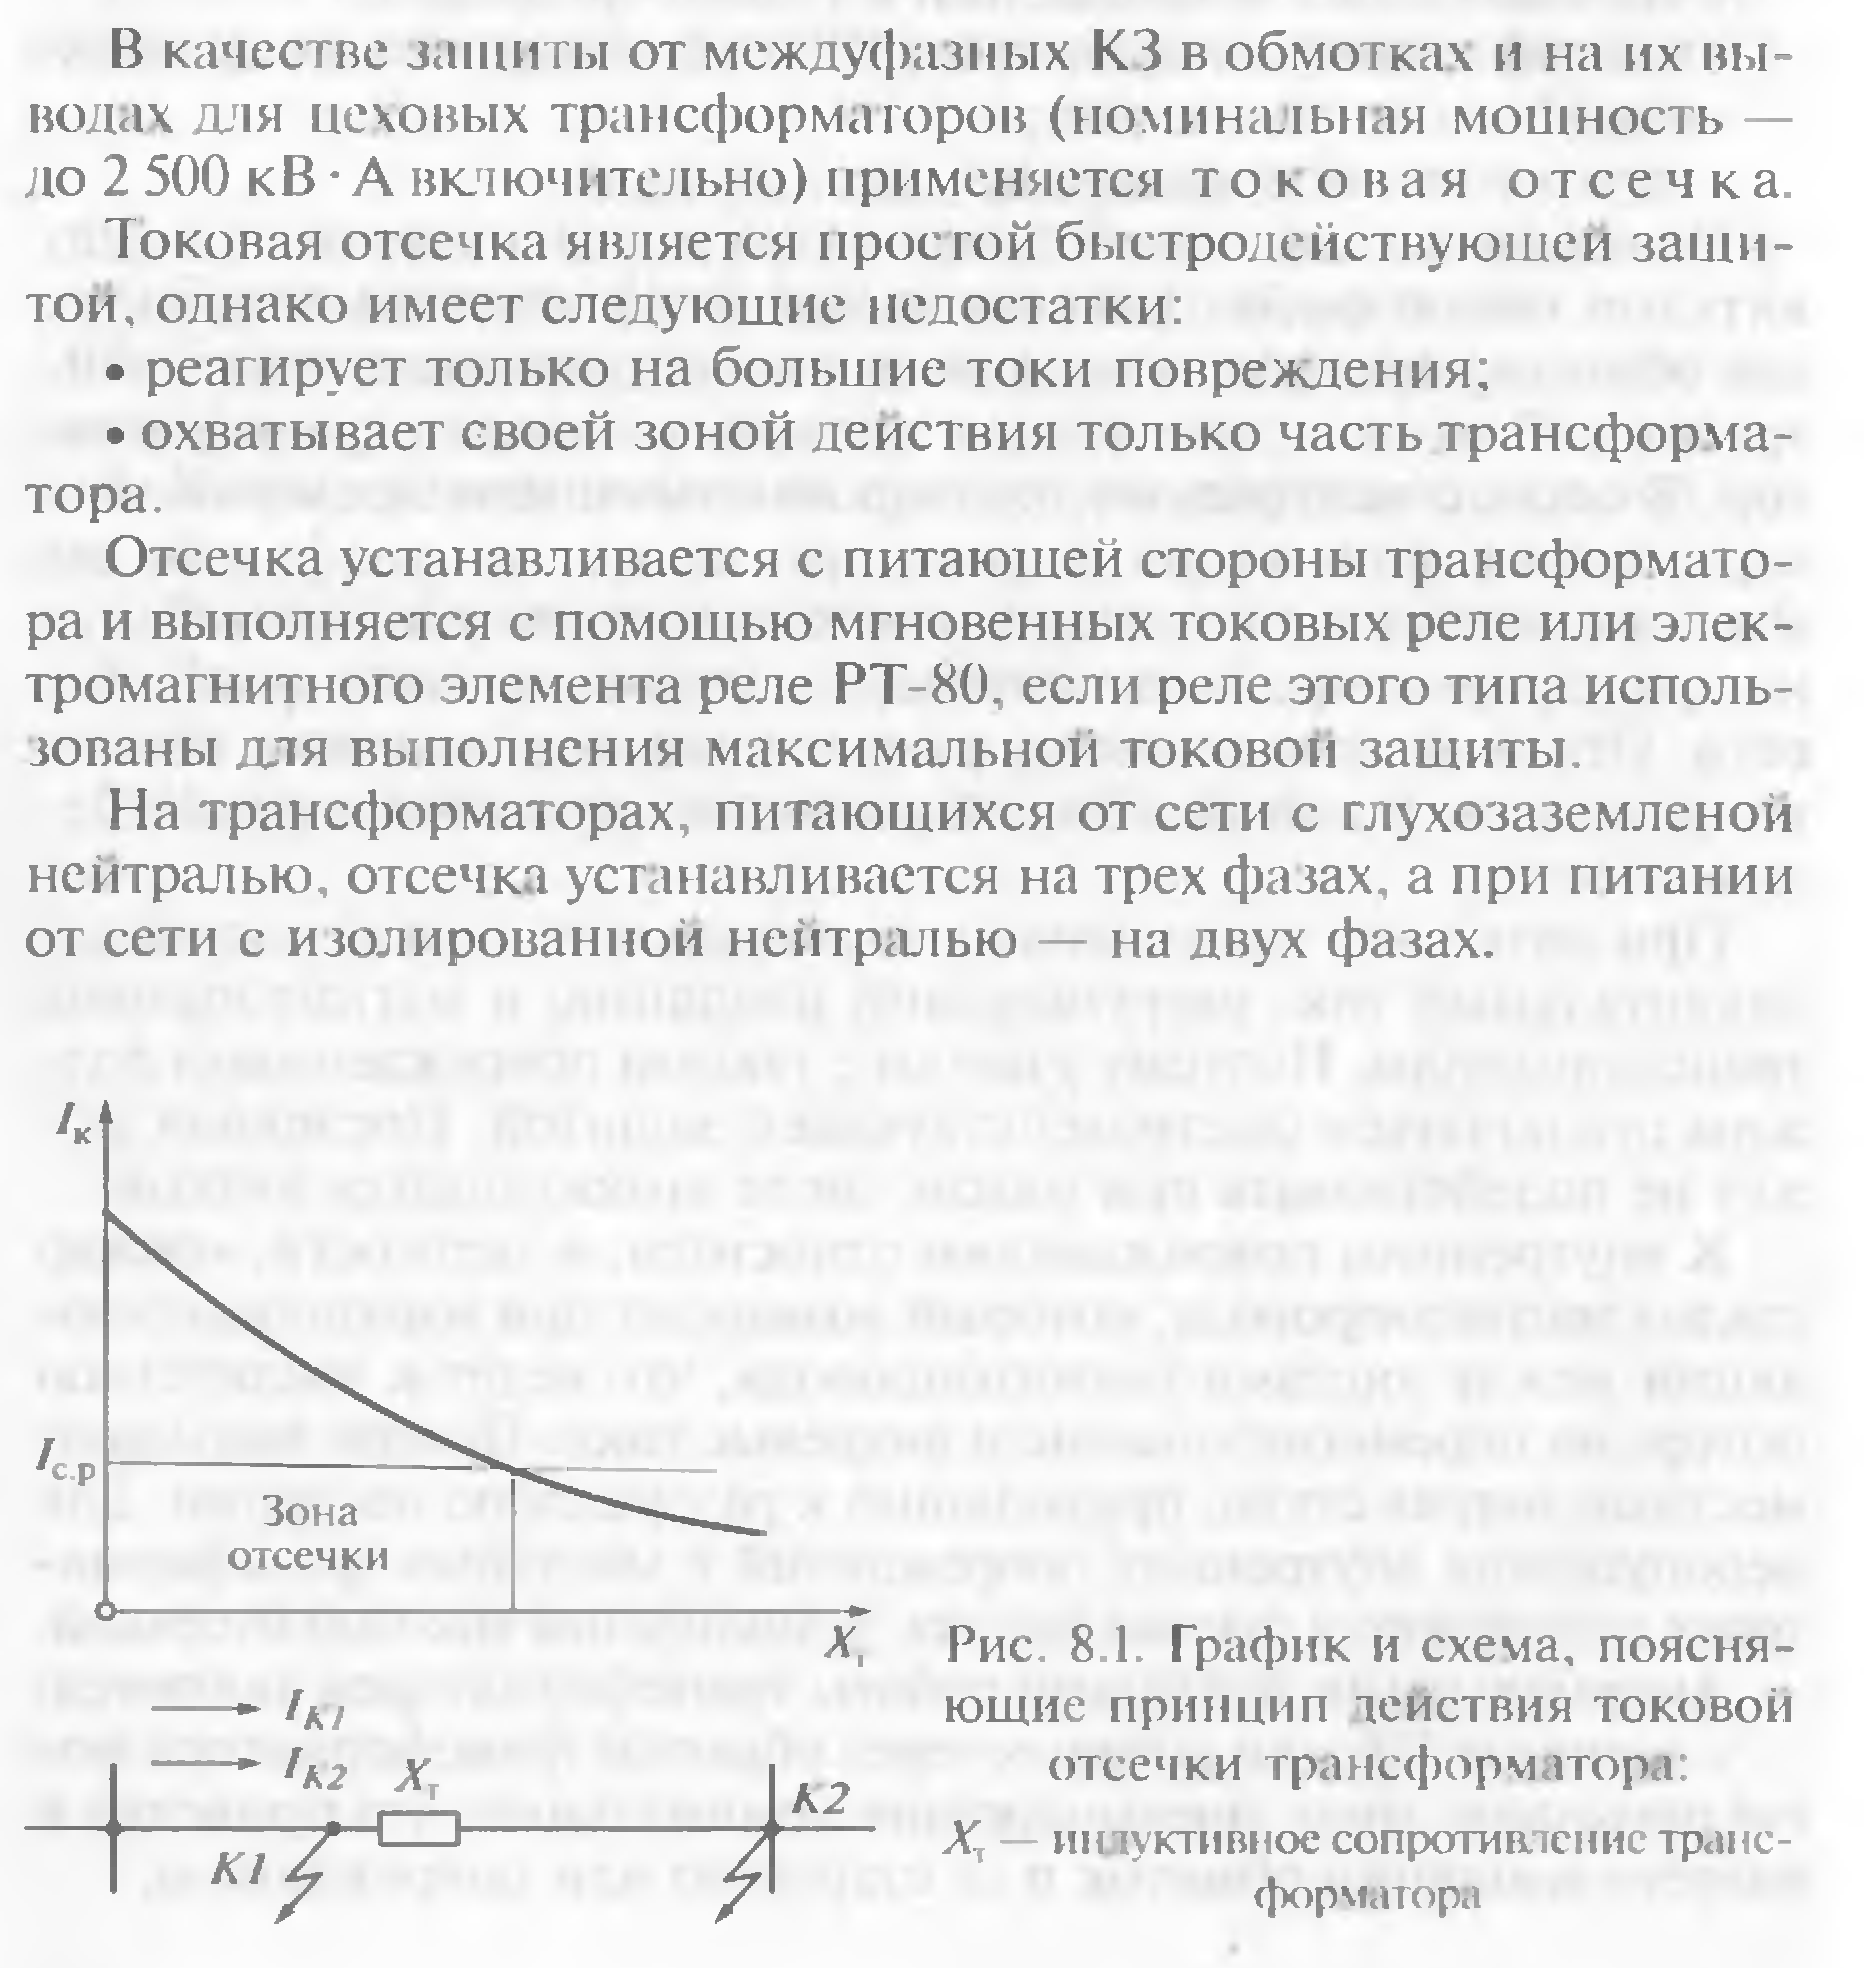 В качестве защиты от междуфазных КЗ в обмотках и на их вы-
водах для цеховых трансформаторов (номинальная мощность —
до 2 500 кВ · А включительно) применяется токовая отсечка.
Токовая отсечка является простой быстродействующей защи-
той, однако имеет следующие недостатки:
• реагирует только на большие токи повреждения;
• охватывает своей зоной действия только часть трансформа-
тора.
Отсечка устанавливается с питающей стороны трансформато-
ра и выполняется с помощью мгновенных токовых реле или элек-
тромагнитного элемента реле РТ-80, если реле этого типа исполь-
зованы для выполнения максимальной токовой защиты.
На трансформаторах, питающихся от сети с глухозаземленой
нейтралью, отсечка устанавливается на трех фазах, а при питании
от сети с изолированной нейтралью — на двух фазах.
Iк
Iс.р
Зона
отсечки
Xт
IК1
IК2
Xт
К2
К1
Рис. 8.1. График и схема, поясня-
ющие принцип действия токовой
отсечки трансформатора:
Xт — индуктивное сопротивление транс-
форматора